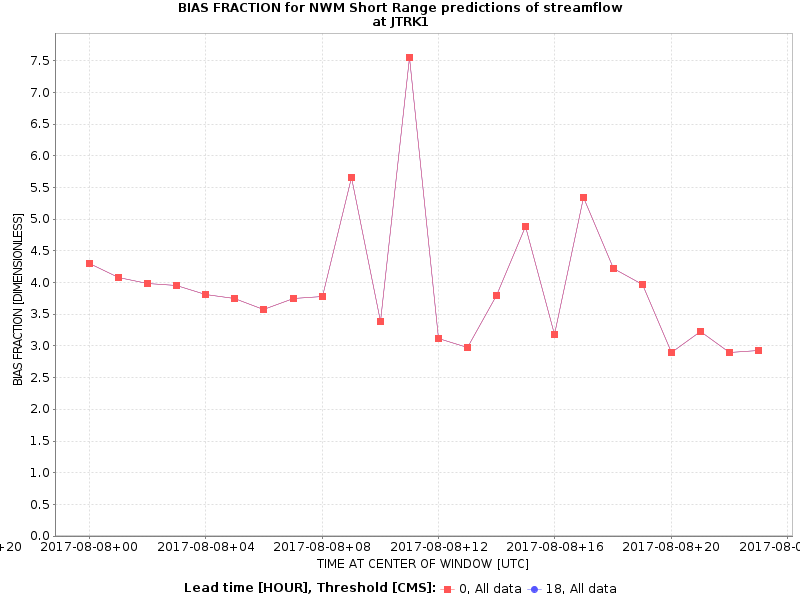 BIAS FRACTION for NWM Short Range predictions of streamflow
at JTRK1
BIAS FRACTION [DIMENSIONLESS]
7.5
7.0
6.5
6.0
5.5
5.0
4.5
4.0
3.5
3.0
2.5
2.0
1.5
1.0
0.5
0.0
+20 2017-08-08+00 2017-08-08+04 2017-08-08+08 2017-08-08+12 2017-08-08+16 2017-08-08+20 2017-08-0
TIME AT CENTER OF WINDOW [UTC]
Lead time [HOUR], Threshold [CMS]: 0, All data 18, All data